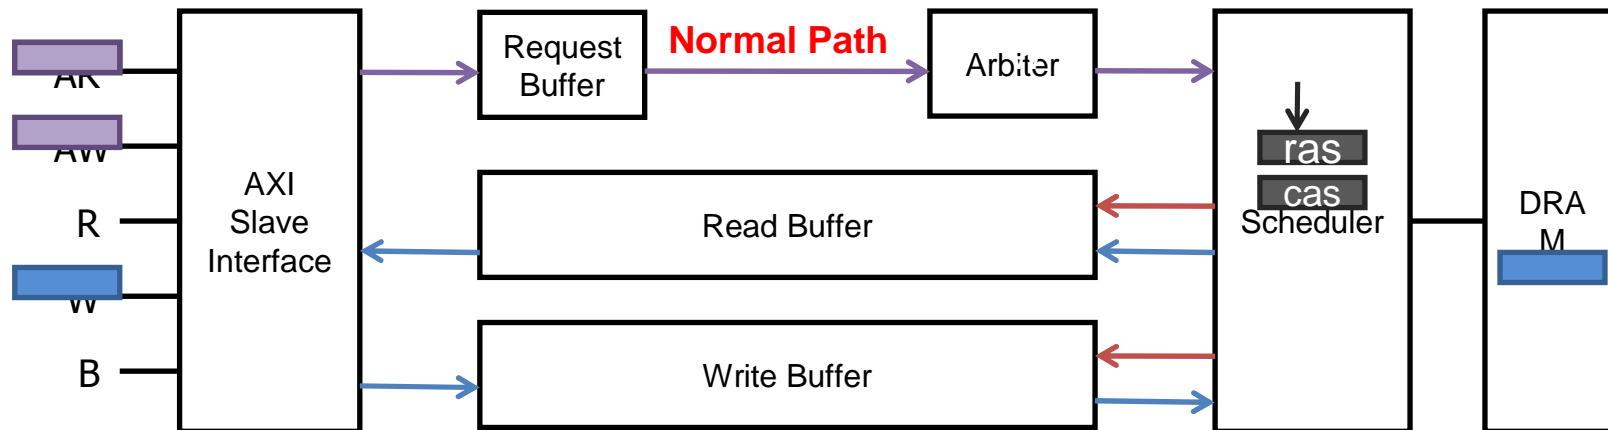 Normal Path
Request
Buffer
Arbiter
AR
AW
R
W
B
AXI
Slave
Interface
Read Buffer
Write Buffer
ras
cas
Scheduler
DRA
M